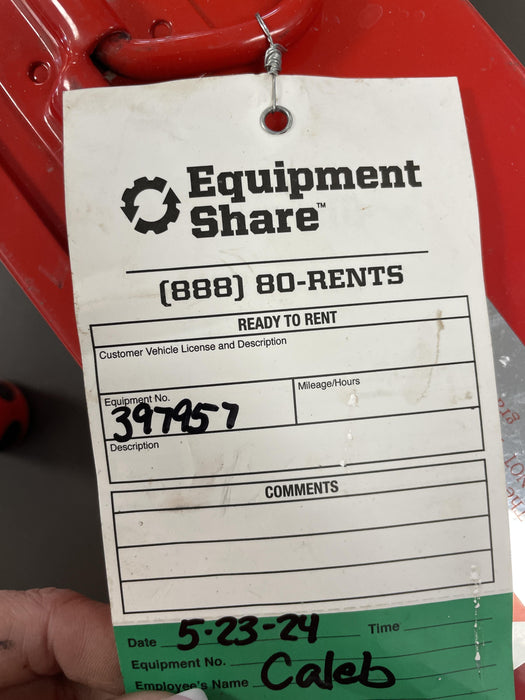 Equipment
Share™
(888) 80-RENTS
READY TO RENT
Customer Vehicle License and Description
Equipment No.
Mileage/Hours
397957
Description
COMMENTS
Date 5-23-24 Time
Equipment No.
Employee's Name Caleb